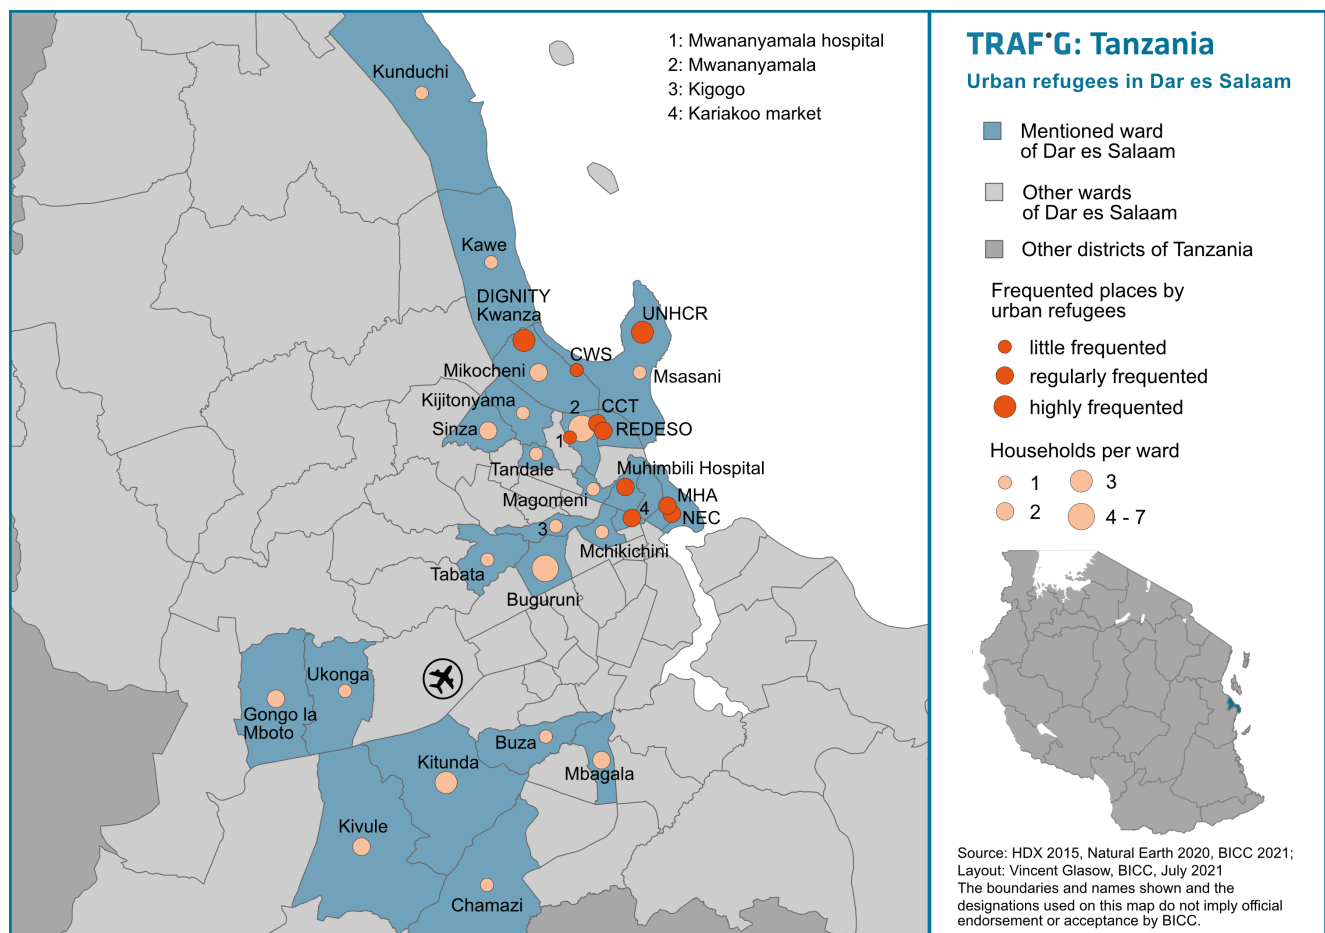 1: Mwananyamala hospital
2: Mwananyamala
3: Kigogo
4: Kariakoo market
Kunduchi
Kawe
DIGNITY
Kwanza
UNHCR
CWS
Mikocheni
Msasani
Kijitonyama
2
CCT
Sinza
REDESO
1
Tandale
Muhimbili Hospital
Magomeni
MHA
4
NEC
3
Mchikichini
Tabata
Buguruni
Ukonga
Gongo la
Mboto
Buza
Kitunda
Mbagala
Kivule
Chamazi
TRAFIG: Tanzania
Urban refugees in Dar es Salaam
Mentioned ward
of Dar es Salaam
Other wards
of Dar es Salaam
Other districts of Tanzania
Frequented places by
urban refugees
little frequented
regularly frequented
highly frequented
Households per ward
1
3
2
4 - 7
Source: HDX 2015, Natural Earth 2020, BICC 2021;
Layout: Vincent Glasow, BICC, July 2021
The boundaries and names shown and the
designations used on this map do not imply official
endorsement or acceptance by BICC.